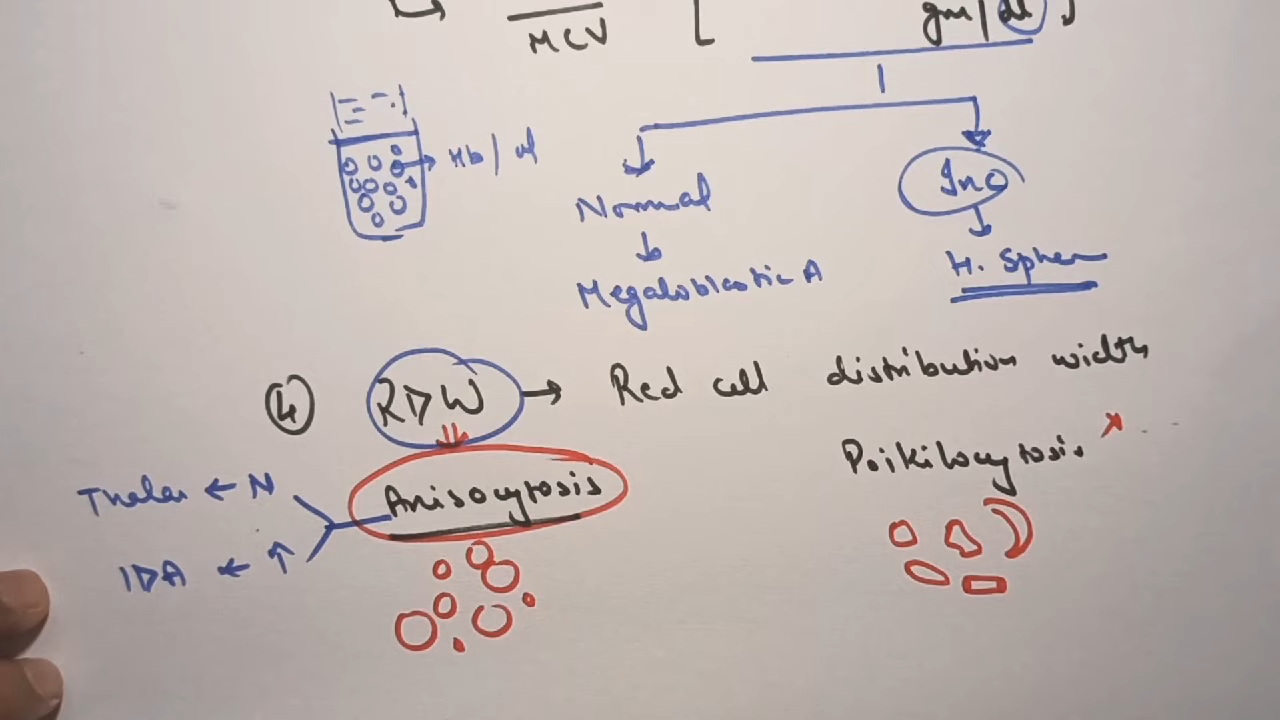 MCV [ gm/dl ]
Hb / dl
Normal
Inc
Megaloblastic A
H. Spher
④ RDW → Red cell distribution width
Anisocytosis
Poikilocytosis
Thalas ← N
IDA ← ↑